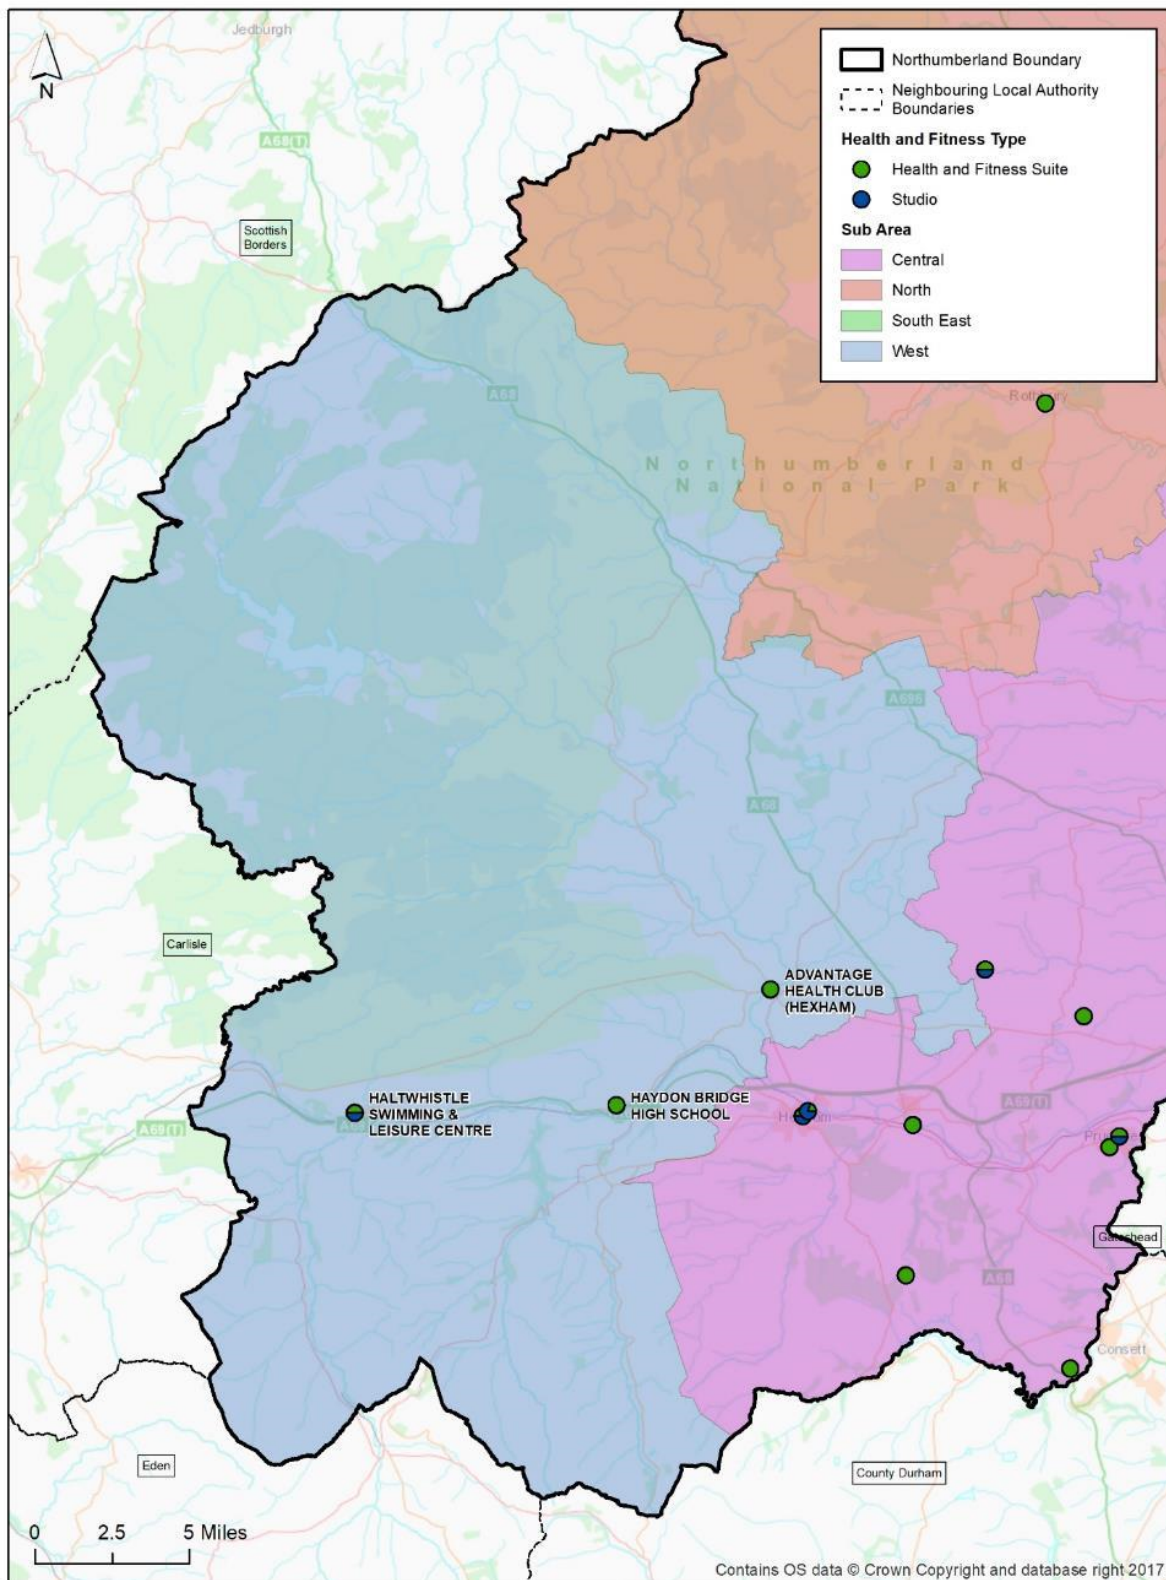 Jedburgh
N
A68(T)
Scottish
Borders
Northumberland Boundary
Neighbouring Local Authority
Boundaries
Health and Fitness Type
Health and Fitness Suite
Studio
Sub Area
Central
North
South East
West
A68
Rothbury
Northumberland
National Park
A696
A68
Carlisle
ADVANTAGE
HEALTH CLUB
(HEXHAM)
HALTWHISTLE
SWIMMING &
LEISURE CENTRE
HAYDON BRIDGE
HIGH SCHOOL
A69(T)
A69(T)
Gateshead
A68
Consett
Eden
County Durham
0 2.5 5 Miles
Contains OS data © Crown Copyright and database right 2017